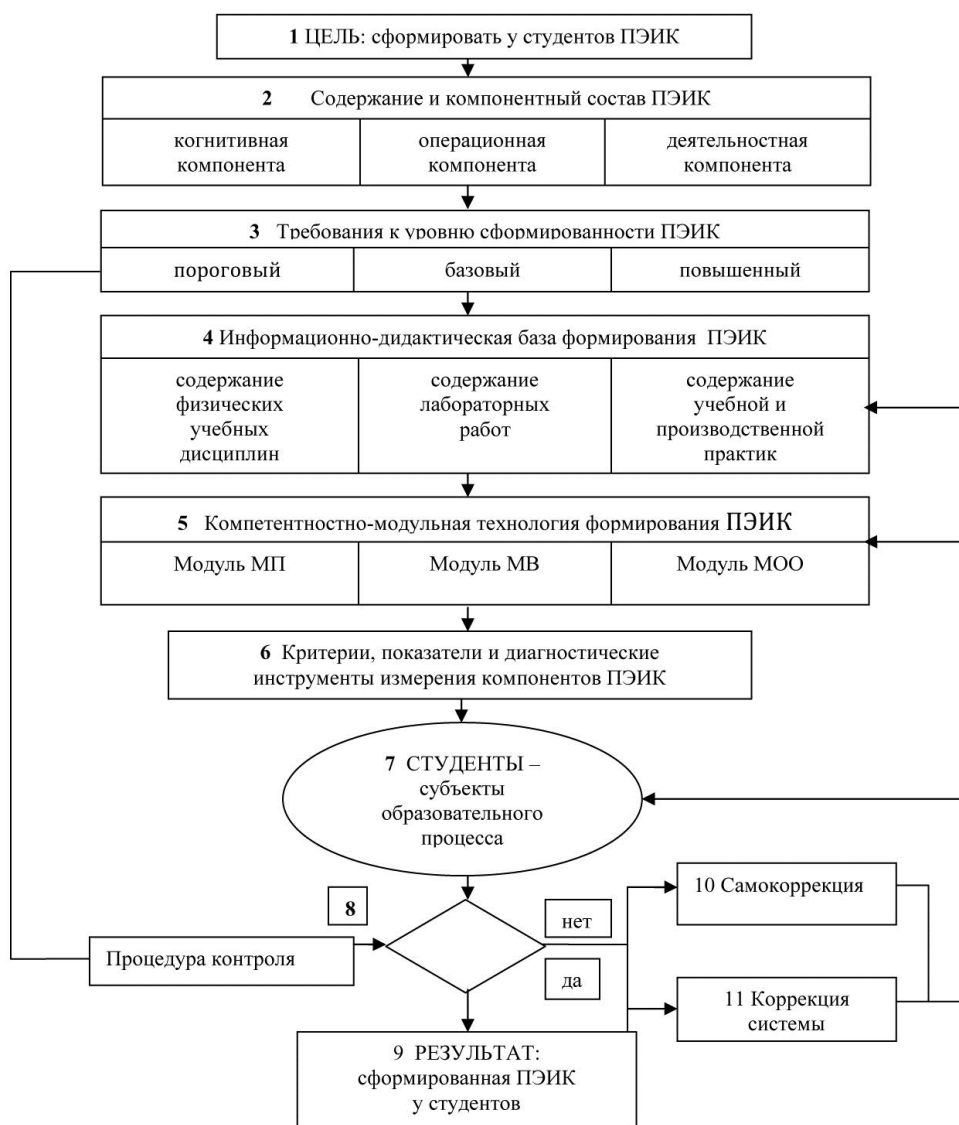 1 ЦЕЛЬ: сформировать у студентов ПЭИК
2 Содержание и компонентный состав ПЭИК
когнитивная
компонента
операционная
компонента
деятельностная
компонента
3 Требования к уровню сформированности ПЭИК
пороговый
базовый
повышенный
4 Информационно-дидактическая база формирования ПЭИК
содержание
физических
учебных
дисциплин
содержание
лабораторных
работ
содержание
учебной и
производственной
практик
5 Компетентностно-модульная технология формирования ПЭИК
Модуль МП
Модуль МВ
Модуль МОО
6 Критерии, показатели и диагностические
инструменты измерения компонентов ПЭИК
7 СТУДЕНТЫ –
субъекты
образовательного
процесса
8
Процедура контроля
нет
да
10 Самокоррекция
11 Коррекция
системы
9 РЕЗУЛЬТАТ:
сформированная ПЭИК
у студентов